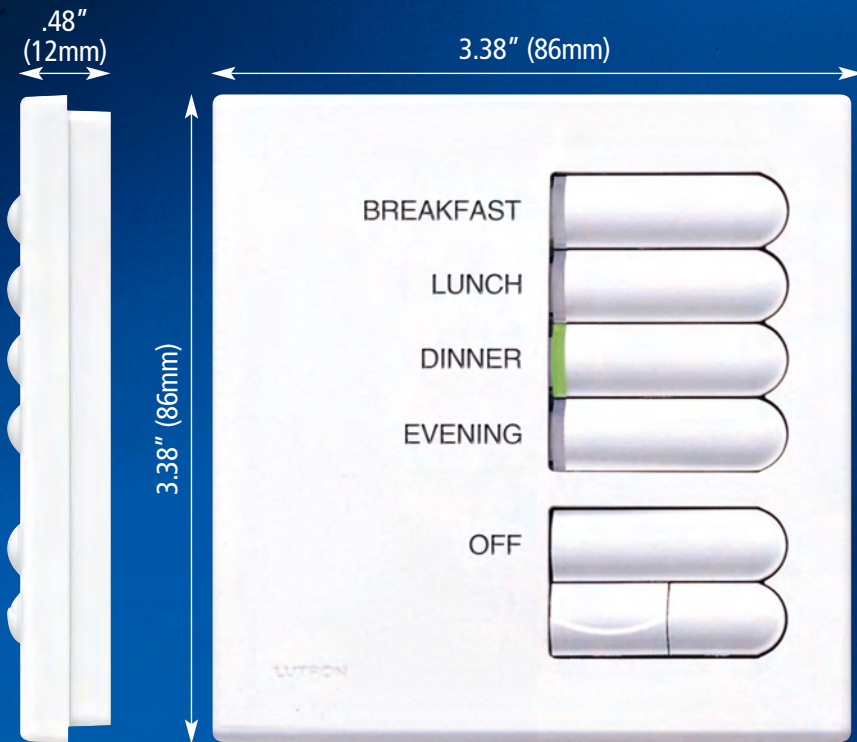 .48″
(12mm)
3.38″ (86mm)
3.38″ (86mm)
BREAKFAST
LUNCH
DINNER
EVENING
OFF
LUTRON